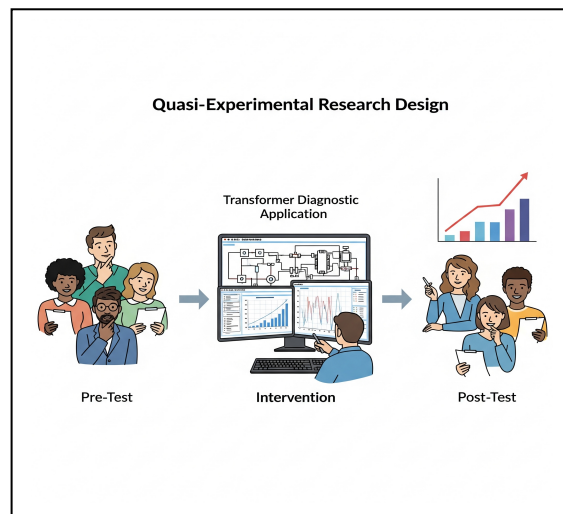 Quasi-Experimental Research Design
Transformer Diagnostic
Application
Pre-Test
Intervention
Post-Test